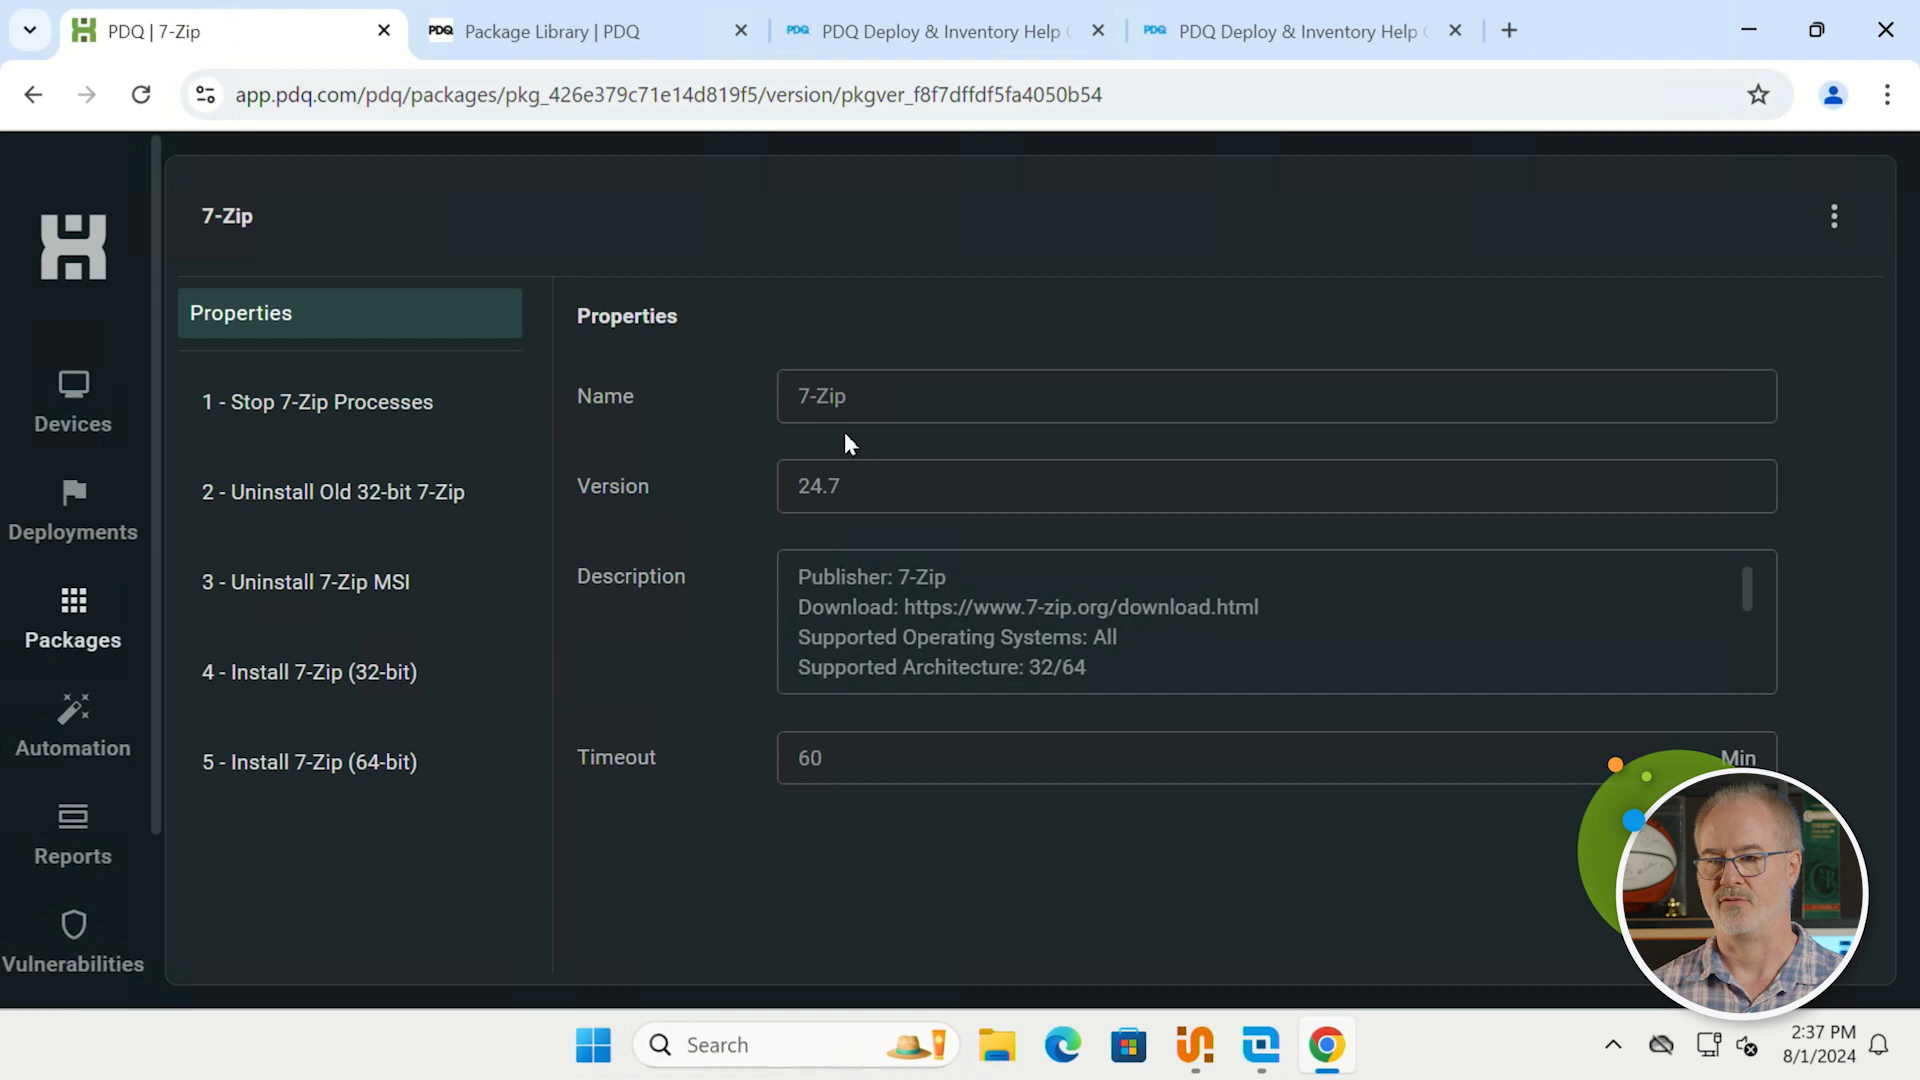 PDQ | 7-Zip
PDQ Package Library | PDQ
PDQ PDQ Deploy & Inventory Help
PDQ PDQ Deploy & Inventory Help
app.pdq.com/pdq/packages/pkg_426e379c71e14d819f5/version/pkgver_f8f7dffdf5fa4050b54
7-Zip
Devices
Deployments
Packages
Automation
Reports
Vulnerabilities
Properties
1 - Stop 7-Zip Processes
2 - Uninstall Old 32-bit 7-Zip
3 - Uninstall 7-Zip MSI
4 - Install 7-Zip (32-bit)
5 - Install 7-Zip (64-bit)
Properties
Name
7-Zip
Version
24.7
Description
Publisher: 7-Zip
Download: https://www.7-zip.org/download.html
Supported Operating Systems: All
Supported Architecture: 32/64
Timeout
60
Min
Search
2:37 PM
8/1/2024